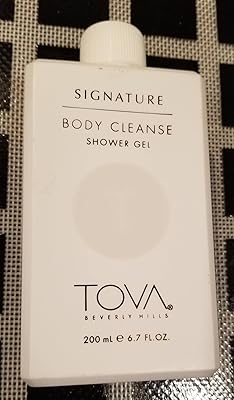 SIGNATURE
BODY CLEANSE
SHOWER GEL
TOVA®
BEVERLY HILLS
200 mL e 6.7 FL.OZ.